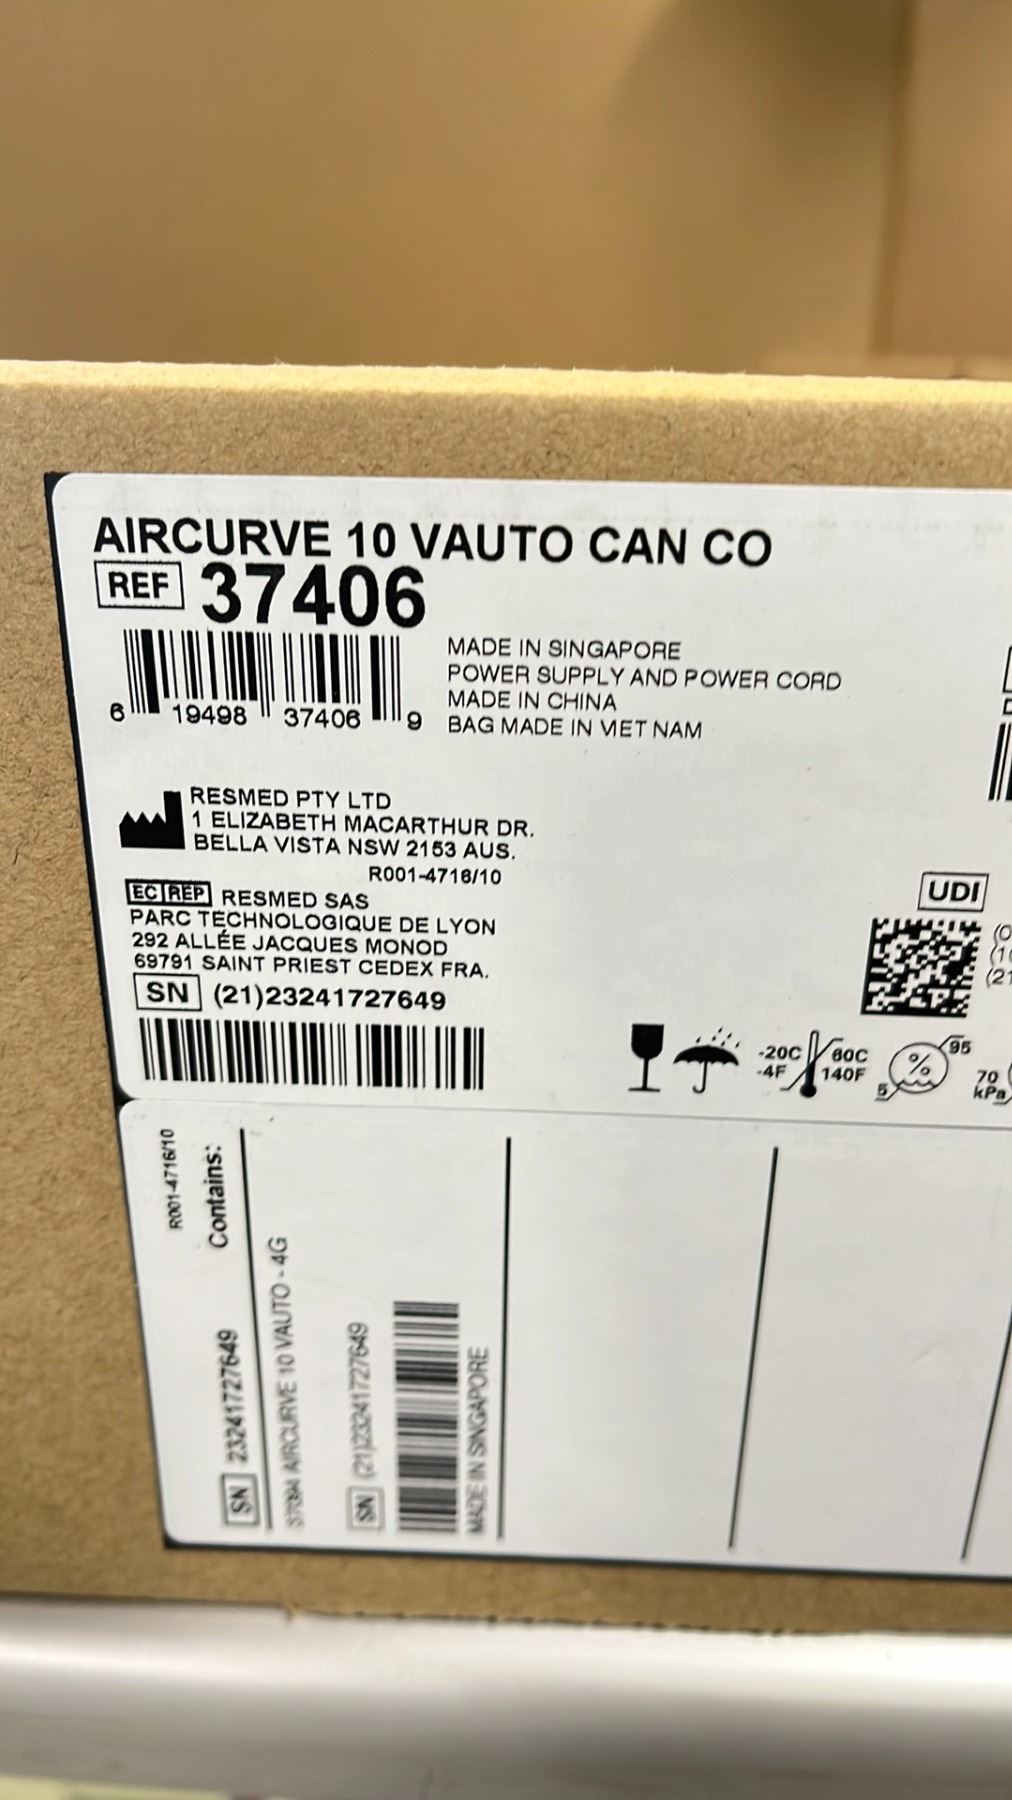 AIRCURVE 10 VAUTO CAN CO
REF 37406
6 19498 37406 9
MADE IN SINGAPORE
POWER SUPPLY AND POWER CORD
MADE IN CHINA
BAG MADE IN VIET NAM
RESMED PTY LTD
1 ELIZABETH MACARTHUR DR.
BELLA VISTA NSW 2153 AUS.
R001-4716/10
EC REP RESMED SAS
PARC TECHNOLOGIQUE DE LYON
292 ALLÉE JACQUES MONOD
69791 SAINT PRIEST CEDEX FRA.
SN (21)23241727649
UDI
-20C
-4F
60C
140F
%
95
5
70
kPa
R001-4716/10
Contains:
SN 23241727649
37094 AIRCURVE 10 VAUTO - 4G
SN (21)23241727649
MADE IN SINGAPORE